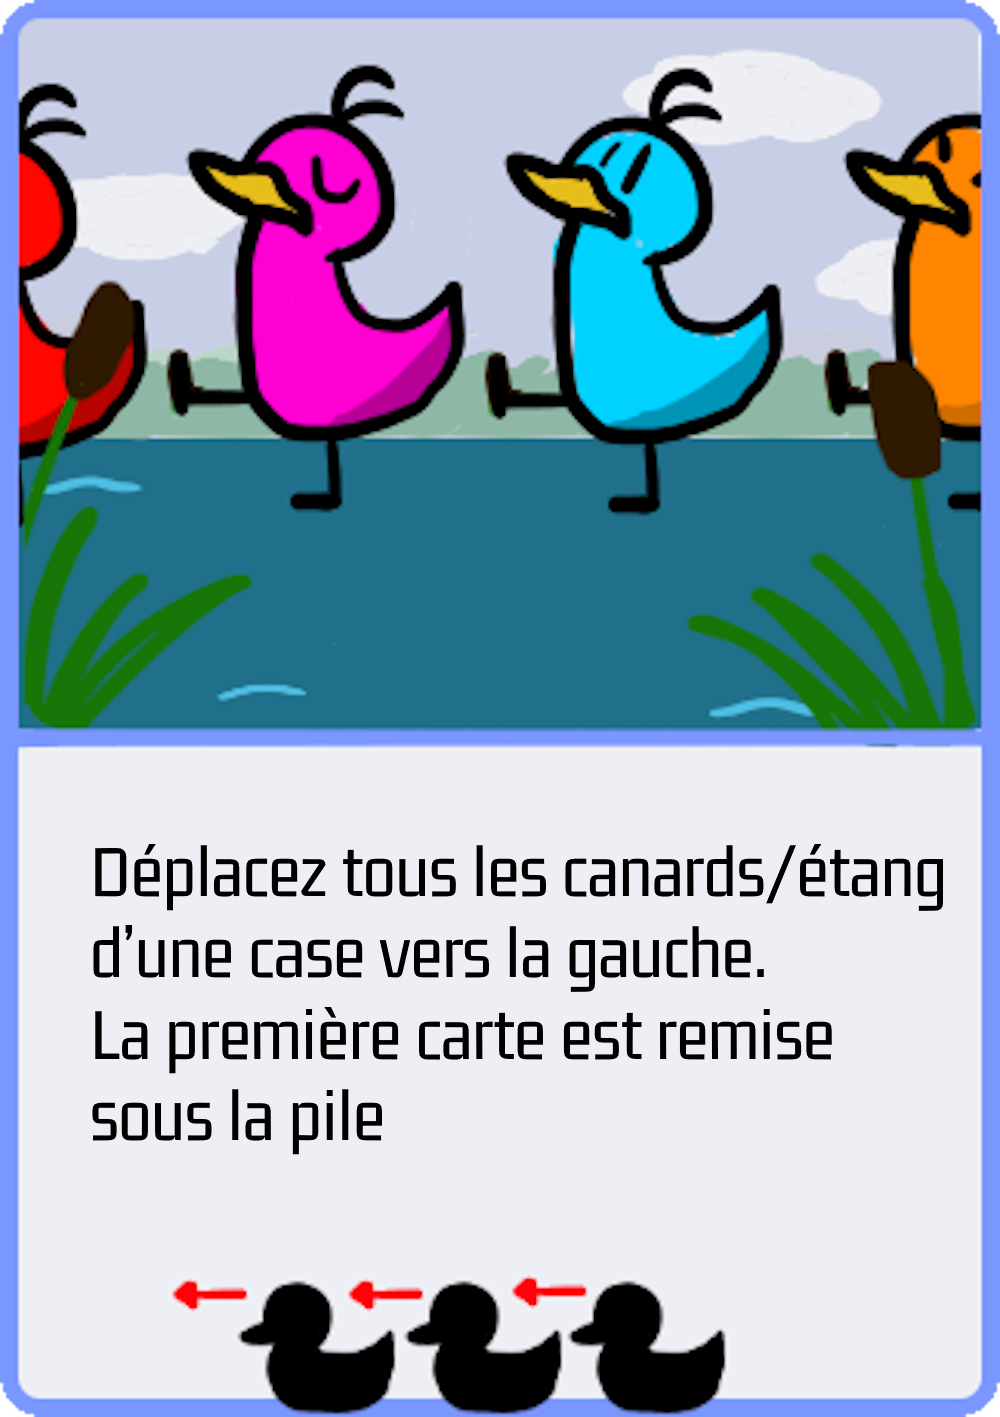 Déplacez tous les canards/étang
d’une case vers la gauche.
La première carte est remise
sous la pile